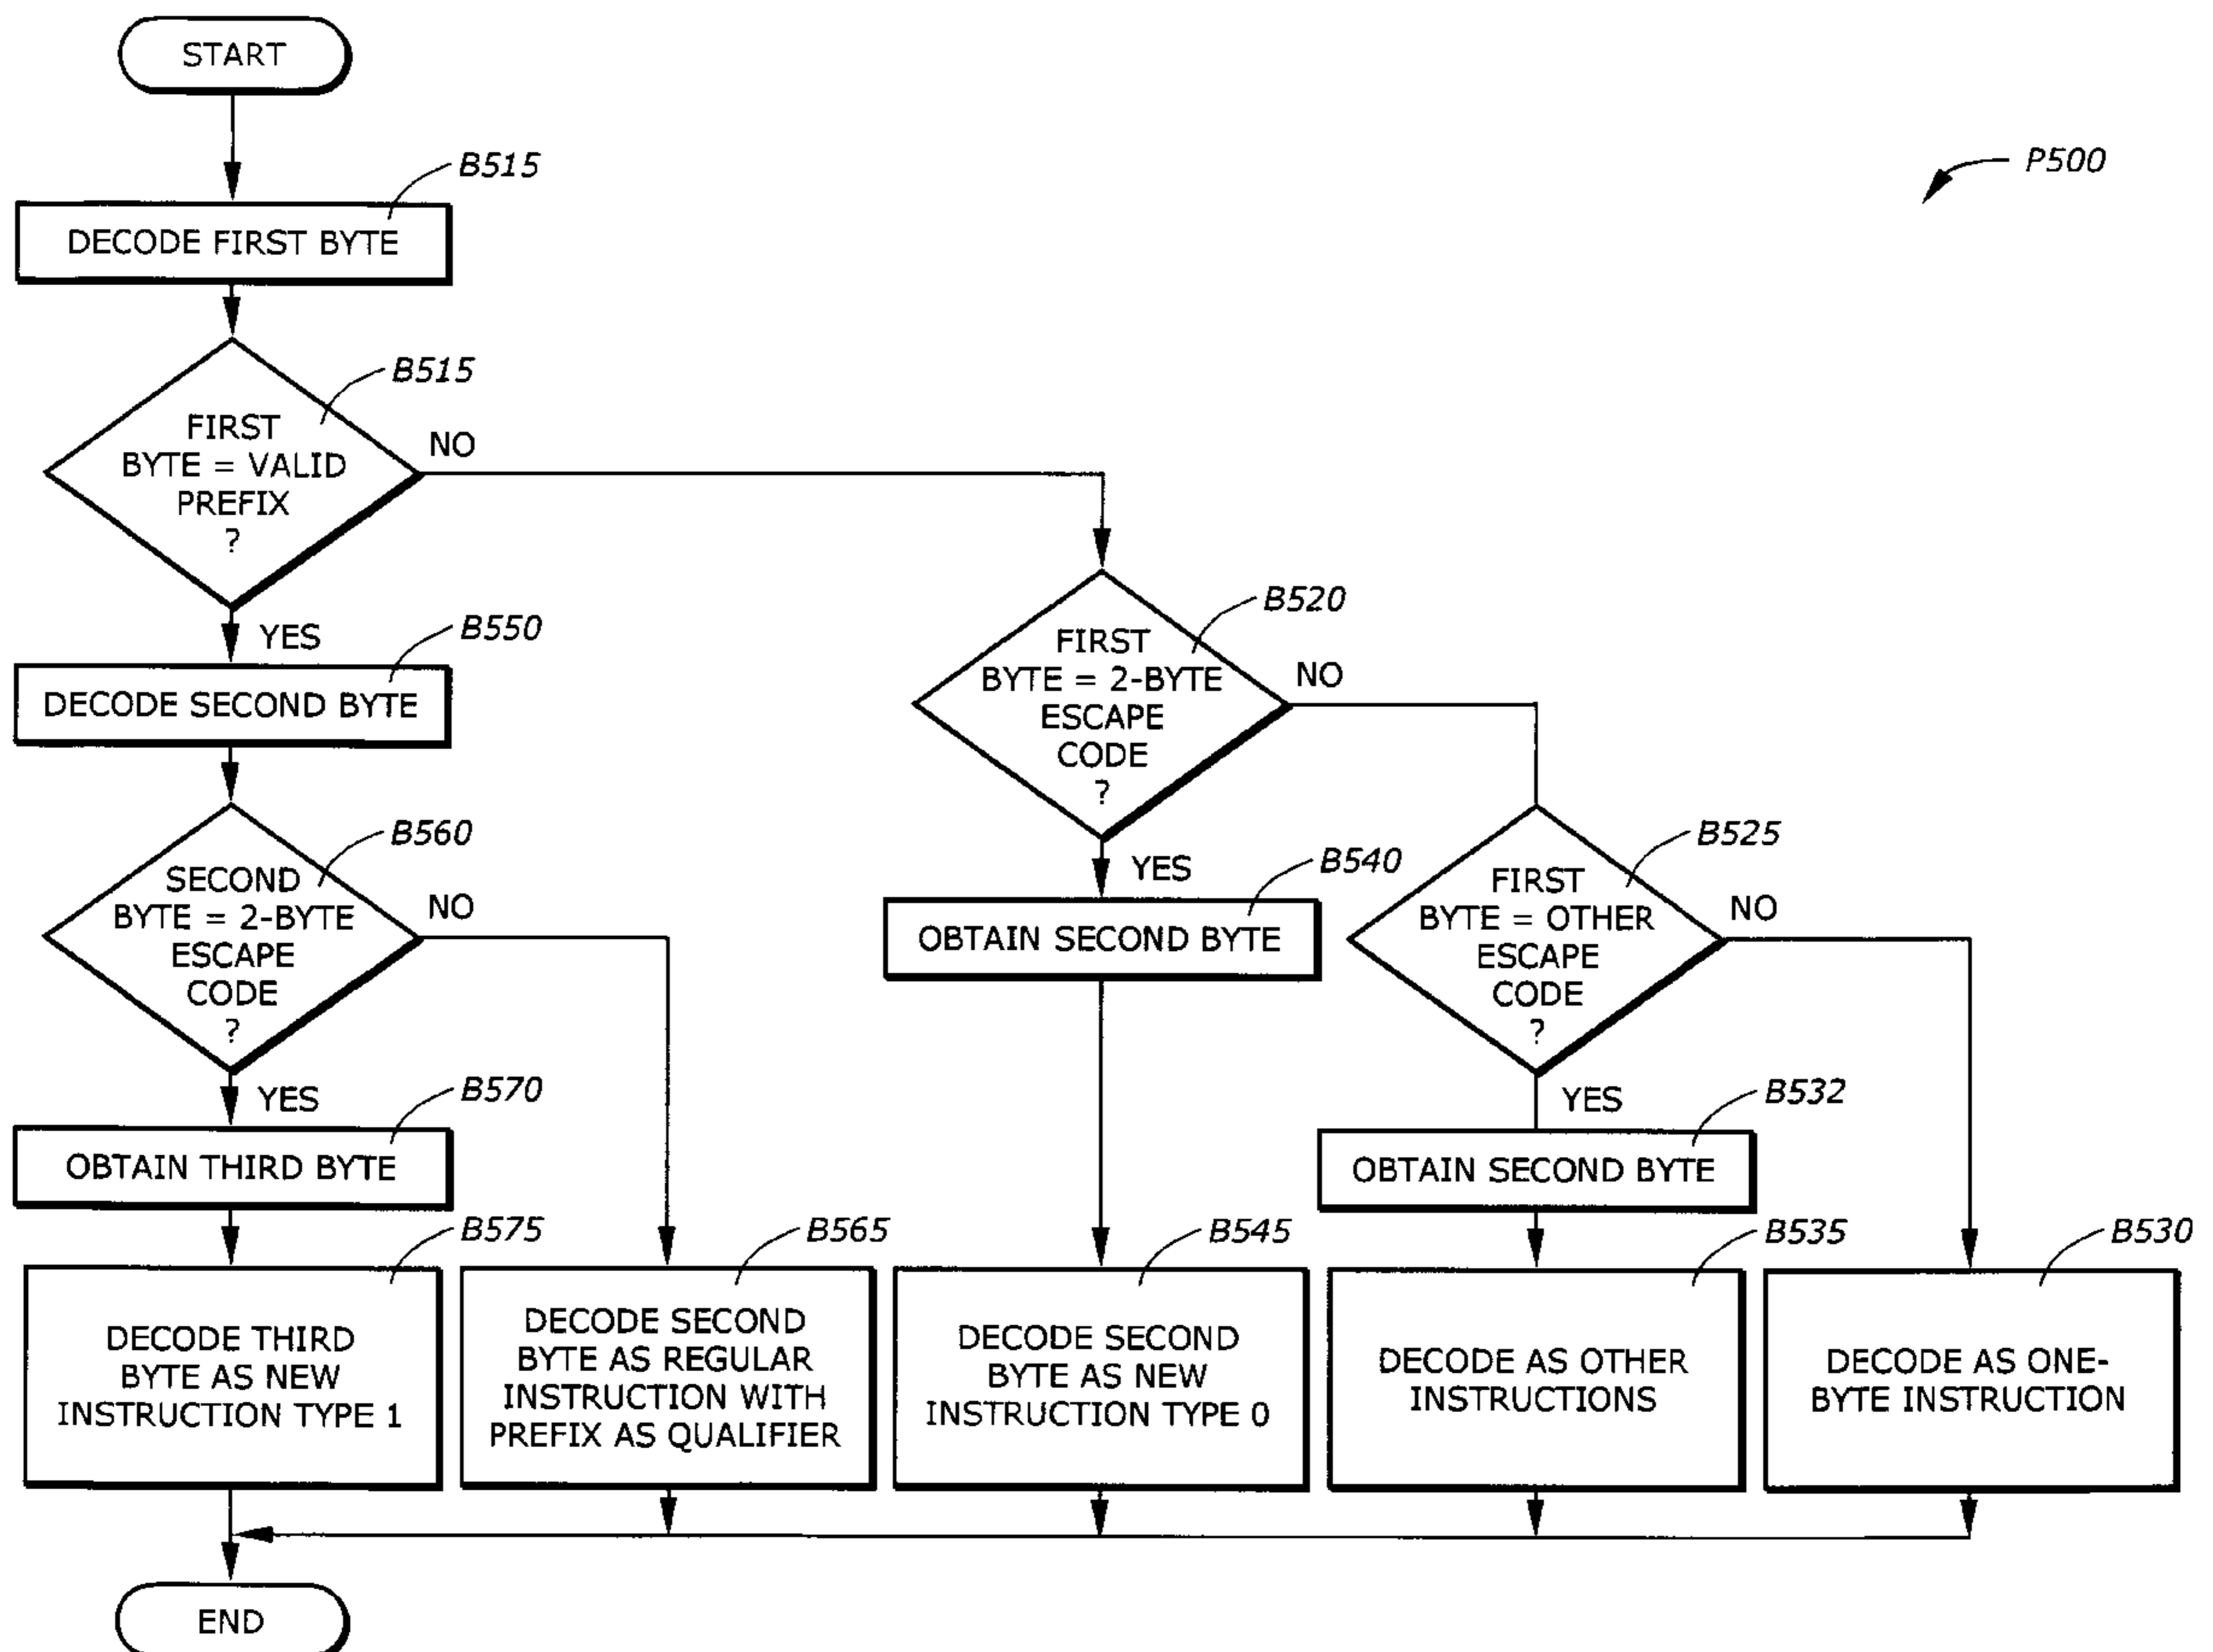 START
B515
P500
DECODE FIRST BYTE
B515
FIRST
BYTE = VALID
PREFIX
?
NO
YES
B550
DECODE SECOND BYTE
B520
FIRST
BYTE = 2-BYTE
ESCAPE
CODE
?
NO
YES
B560
SECOND
BYTE = 2-BYTE
ESCAPE
CODE
?
NO
YES
B540
OBTAIN SECOND BYTE
B525
FIRST
BYTE = OTHER
ESCAPE
CODE
?
NO
YES
B570
OBTAIN THIRD BYTE
B532
OBTAIN SECOND BYTE
B575
DECODE THIRD
BYTE AS NEW
INSTRUCTION TYPE 1
B565
DECODE SECOND
BYTE AS REGULAR
INSTRUCTION WITH
PREFIX AS QUALIFIER
B545
DECODE SECOND
BYTE AS NEW
INSTRUCTION TYPE 0
B535
DECODE AS OTHER
INSTRUCTIONS
B530
DECODE AS ONE-
BYTE INSTRUCTION
END